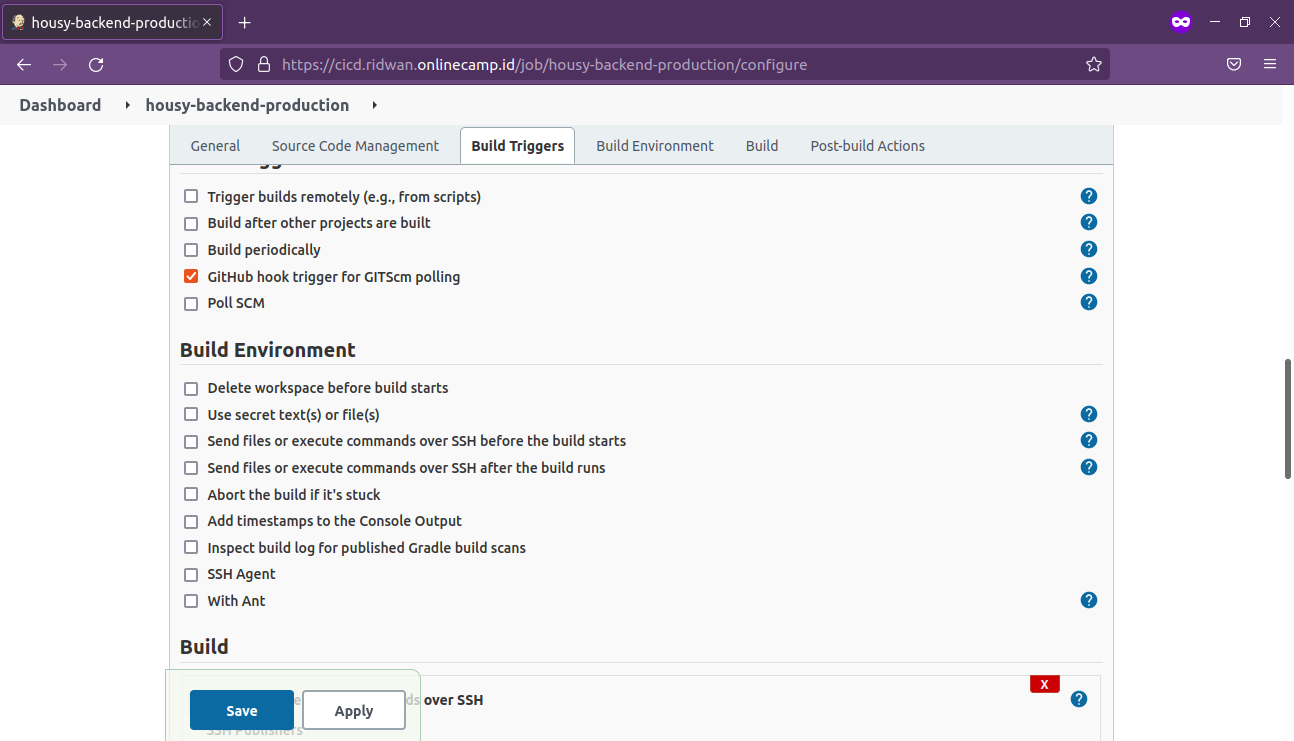 housy-backend-productio
https://cicd.ridwan.onlinecamp.id/job/housy-backend-production/configure
Dashboard housy-backend-production
General Source Code Management Build Triggers Build Environment Build Post-build Actions
Trigger builds remotely (e.g., from scripts) ?
Build after other projects are built ?
Build periodically ?
GitHub hook trigger for GITScm polling ?
Poll SCM ?
Build Environment
Delete workspace before build starts
Use secret text(s) or file(s) ?
Send files or execute commands over SSH before the build starts ?
Send files or execute commands over SSH after the build runs ?
Abort the build if it's stuck
Add timestamps to the Console Output
Inspect build log for published Gradle build scans
SSH Agent
With Ant ?
Build
X
ds over SSH ?
Save Apply
SSH Publishers